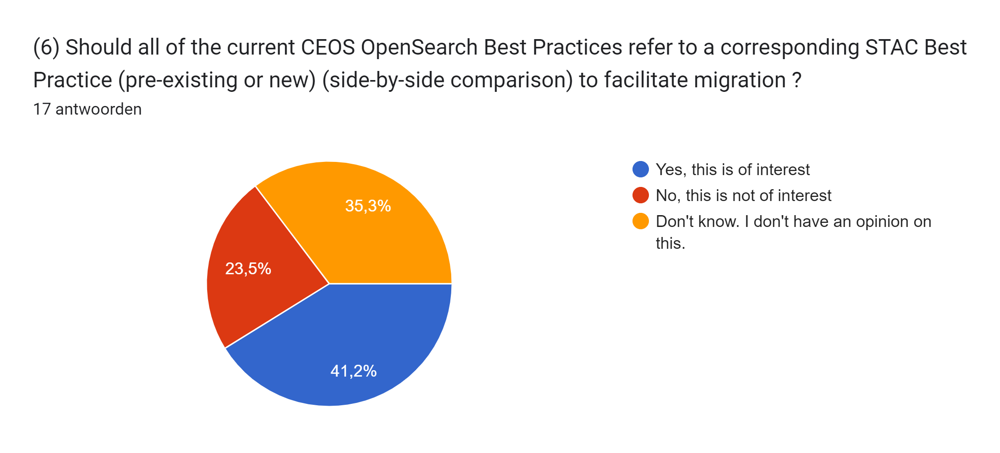 (6) Should all of the current CEOS OpenSearch Best Practices refer to a corresponding STAC Best
Practice (pre-existing or new) (side-by-side comparison) to facilitate migration ?
17 antwoorden
35,3%
23,5%
41,2%
Yes, this is of interest
No, this is not of interest
Don't know. I don't have an opinion on
this.